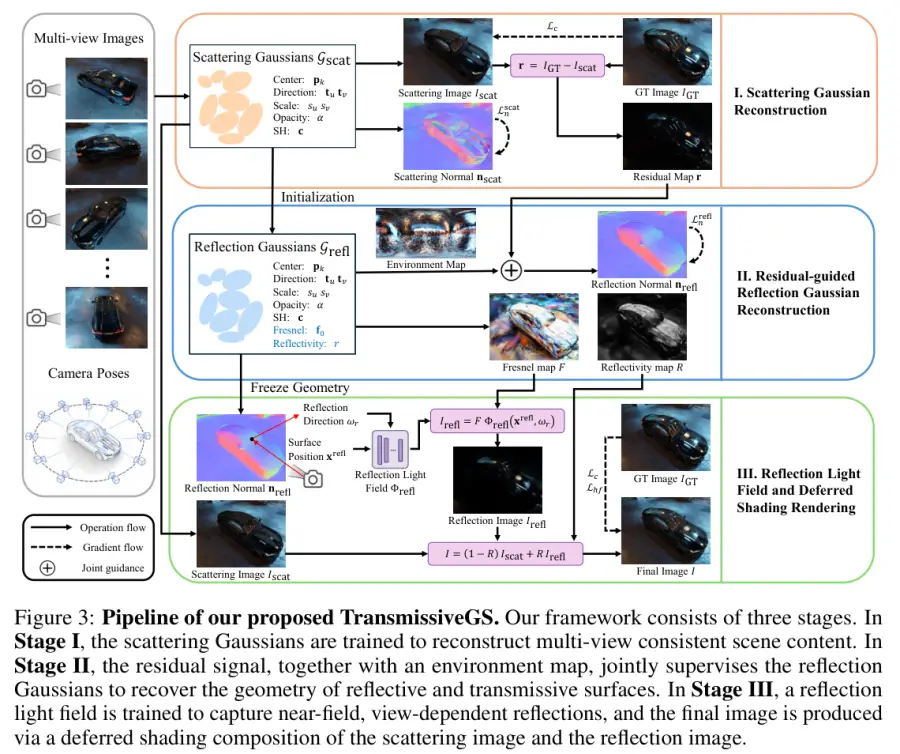 Multi-view Images
Camera Poses
Operation flow
Gradient flow
Joint guidance
Scattering Gaussians 𝒢scat
Center: pₖ
Direction: tᵤ tᵥ
Scale: sᵤ sᵥ
Opacity: α
SH: c
Scattering Image Iscat
ℒc
r = IGT − Iscat
GT Image IGT
Scattering Normal nscat
ℒn^scat
Residual Map r
I. Scattering Gaussian
Reconstruction
Initialization
Reflection Gaussians 𝒢refl
Center: pₖ
Direction: tᵤ tᵥ
Scale: sᵤ sᵥ
Opacity: α
SH: c
Fresnel: f₀
Reflectivity: r
Environment Map
Reflection Normal nrefl
ℒn^refl
Fresnel map F
Reflectivity map R
II. Residual-guided
Reflection Gaussian
Reconstruction
Freeze Geometry
Reflection
Direction ωᵣ
Surface
Position x^refl
Reflection Normal nrefl
Reflection Light
Field Φrefl
Irefl = F Φrefl(x^refl, ωᵣ)
Reflection Image Irefl
Scattering Image Iscat
I = (1 − R) Iscat + R Irefl
ℒc
ℒhf
GT Image IGT
Final Image I
III. Reflection Light
Field and Deferred
Shading Rendering
Figure 3: Pipeline of our proposed TransmissiveGS. Our framework consists of three stages. In
Stage I, the scattering Gaussians are trained to reconstruct multi-view consistent scene content. In
Stage II, the residual signal, together with an environment map, jointly supervises the reflection
Gaussians to recover the geometry of reflective and transmissive surfaces. In Stage III, a reflection
light field is trained to capture near-field, view-dependent reflections, and the final image is produced
via a deferred shading composition of the scattering image and the reflection image.